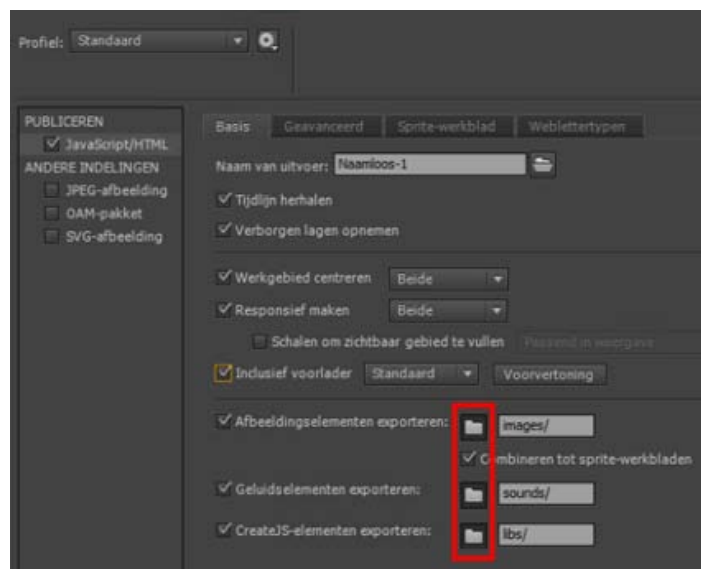 Profiel: Standaard
PUBLICEREN
JavaScript/HTML
ANDERE INDELINGEN
JPEG-afbeelding
OAM-pakket
SVG-afbeelding
Basis Geavanceerd Sprite-werkblad Weblettertypen
Naam van uitvoer: Naamloos-1
Tijdlijn herhalen
Verborgen lagen opnemen
Werkgebied centreren Beide
Responsief maken Beide
Schalen om zichtbaar gebied te vullen Passend in weergave
Inclusief voorlader Standaard Voorvertoning
Afbeeldingselementen exporteren: images/
Combineren tot sprite-werkbladen
Geluidselementen exporteren: sounds/
CreateJS-elementen exporteren: libs/